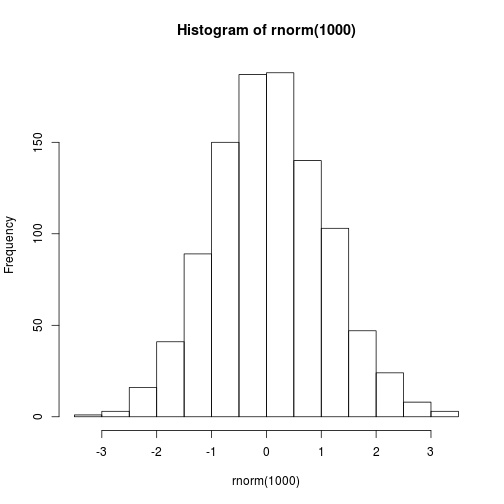 Histogram of rnorm(1000)
150
100
50
0
Frequency
-3 -2 -1 0 1 2 3
rnorm(1000)